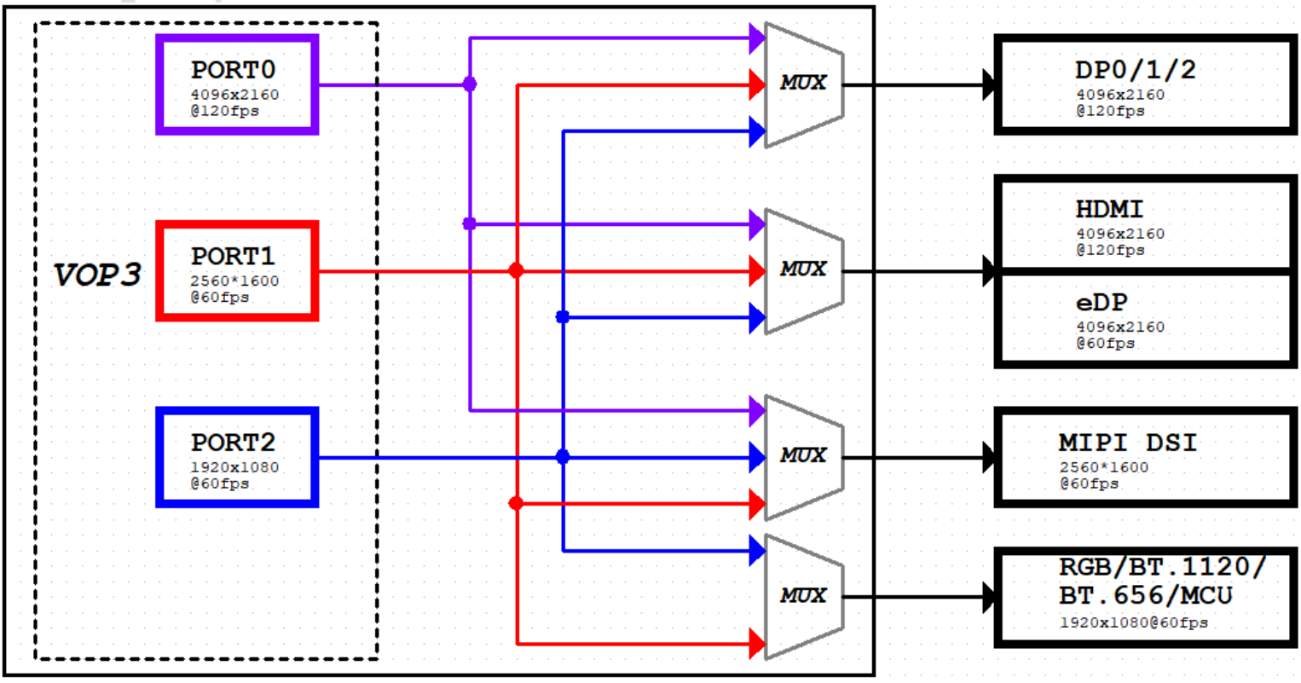 PORT0
4096x2160
@120fps
MUX
DP0/1/2
4096x2160
@120fps
VOP3
PORT1
2560*1600
@60fps
MUX
HDMI
4096x2160
@120fps
eDP
4096x2160
@60fps
PORT2
1920x1080
@60fps
MUX
MIPI DSI
2560*1600
@60fps
MUX
RGB/BT.1120/
BT.656/MCU
1920x1080@60fps